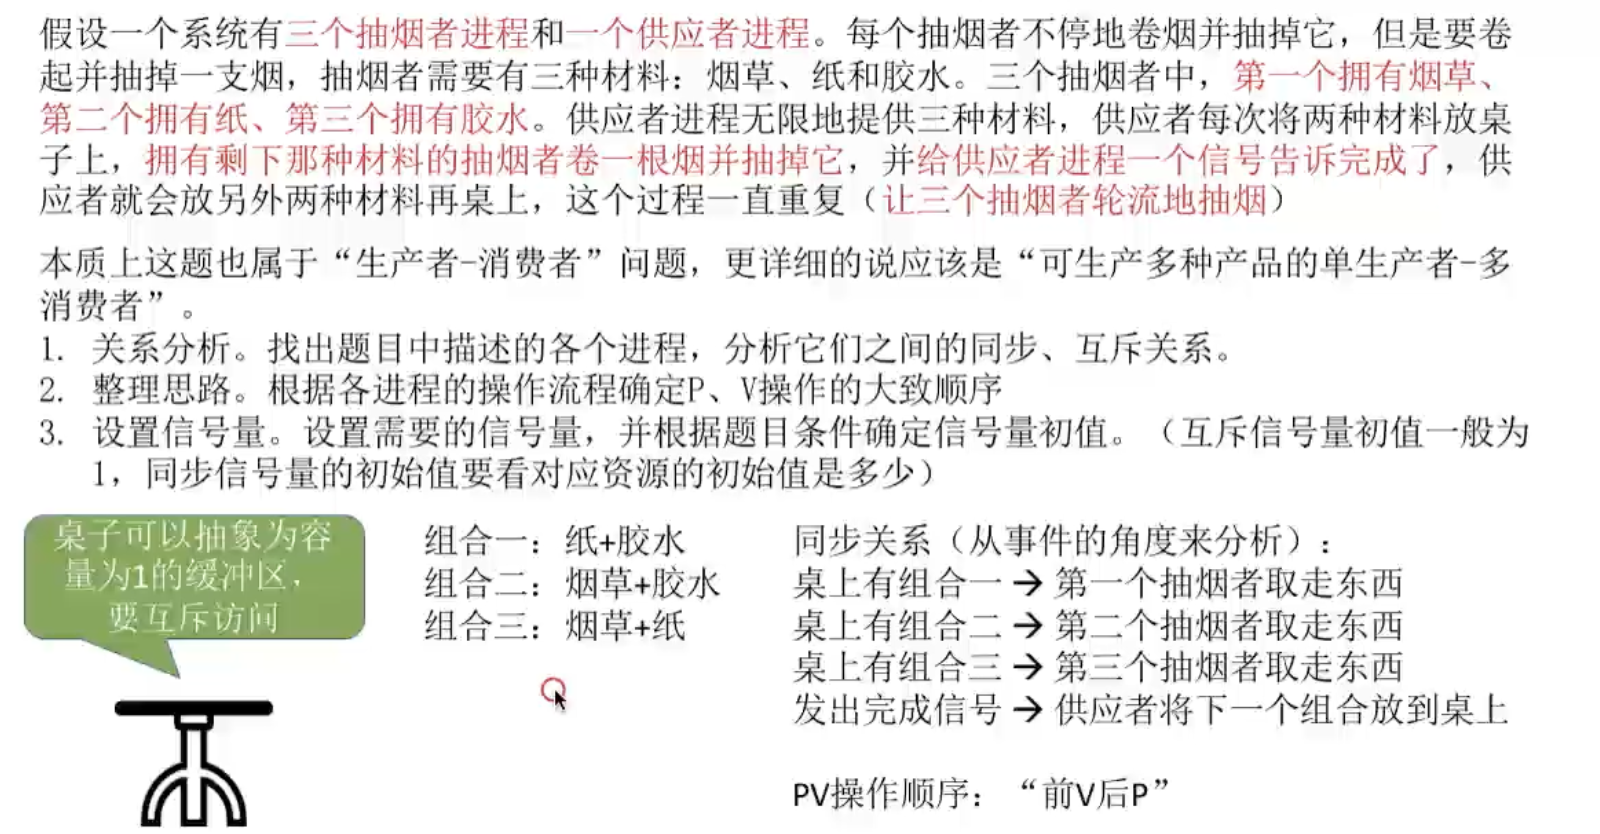 假设一个系统有三个抽烟者进程和一个供应者进程。每个抽烟者不停地卷烟并抽掉它，但是要卷
起并抽掉一支烟，抽烟者需要有三种材料：烟草、纸和胶水。三个抽烟者中，第一个拥有烟草、
第二个拥有纸、第三个拥有胶水。供应者进程无限地提供三种材料，供应者每次将两种材料放桌
子上，拥有剩下那种材料的抽烟者卷一根烟并抽掉它，并给供应者进程一个信号告诉完成了，供
应者就会放另外两种材料再桌上，这个过程一直重复（让三个抽烟者轮流地抽烟）
本质上这题也属于“生产者-消费者”问题，更详细的说应该是“可生产多种产品的单生产者-多
消费者”。
1. 关系分析。找出题目中描述的各个进程，分析它们之间的同步、互斥关系。
2. 整理思路。根据各进程的操作流程确定P、V操作的大致顺序
3. 设置信号量。设置需要的信号量，并根据题目条件确定信号量初值。（互斥信号量初值一般为
1，同步信号量的初始值要看对应资源的初始值是多少）
桌子可以抽象为容
量为1的缓冲区，
要互斥访问
组合一：纸+胶水
组合二：烟草+胶水
组合三：烟草+纸
同步关系（从事件的角度来分析）：
桌上有组合一 → 第一个抽烟者取走东西
桌上有组合二 → 第二个抽烟者取走东西
桌上有组合三 → 第三个抽烟者取走东西
发出完成信号 → 供应者将下一个组合放到桌上
PV操作顺序：“前V后P”